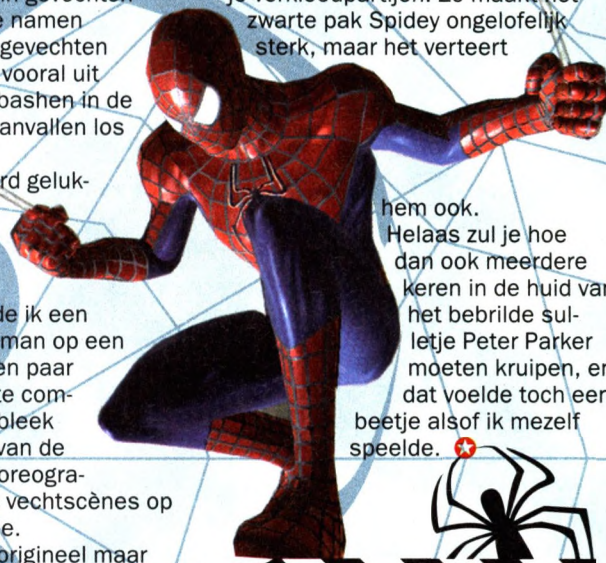 namen
gevechten
vooral uit
bashen in de
anvallen los
rd geluk-
de ik een
man op een
en paar
te com-
bleek
van de
oreogra-
vechtscènes op
e.
origineel maar
zwarte pak Spidey ongelofelijk
sterk, maar het verteert
hem ook.
Helaas zul je hoe
dan ook meerdere
keren in de huid van
het bebrilde sul-
letje Peter Parker
moeten kruipen, en
dat voelde toch een
beetje alsof ik mezelf
speelde.